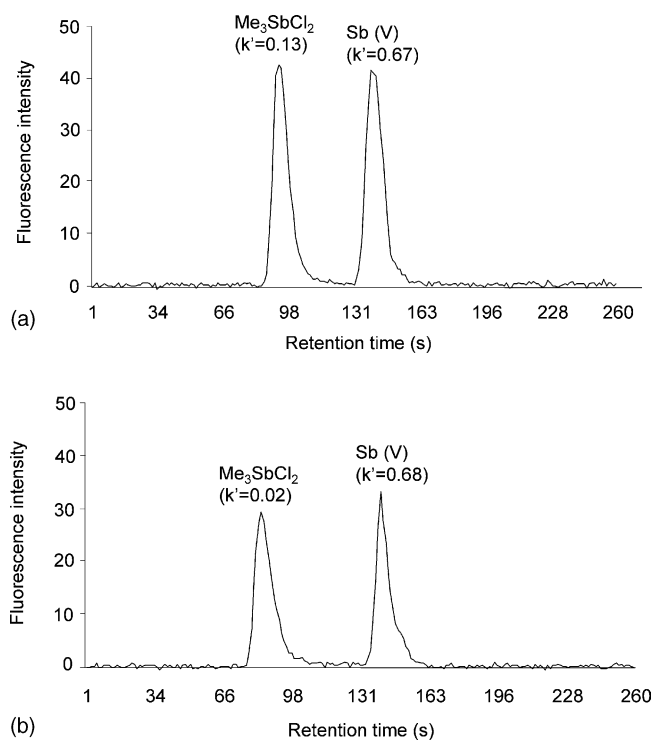 Me₃SbCl₂
(k'=0.13)
Sb (V)
(k'=0.67)
50
40
30
20
10
0
Fluorescence intensity
1 34 66 98 131 163 196 228 260
Retention time (s)
(a)
Me₃SbCl₂
(k'=0.02)
Sb (V)
(k'=0.68)
50
40
30
20
10
0
Fluorescence intensity
1 34 66 98 131 163 196 228 260
Retention time (s)
(b)